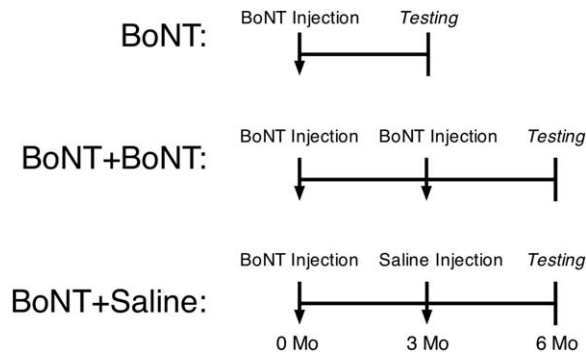 BoNT Injection Testing
BoNT:
BoNT Injection BoNT Injection Testing
BoNT+BoNT:
BoNT Injection Saline Injection Testing
BoNT+Saline:
0 Mo 3 Mo 6 Mo